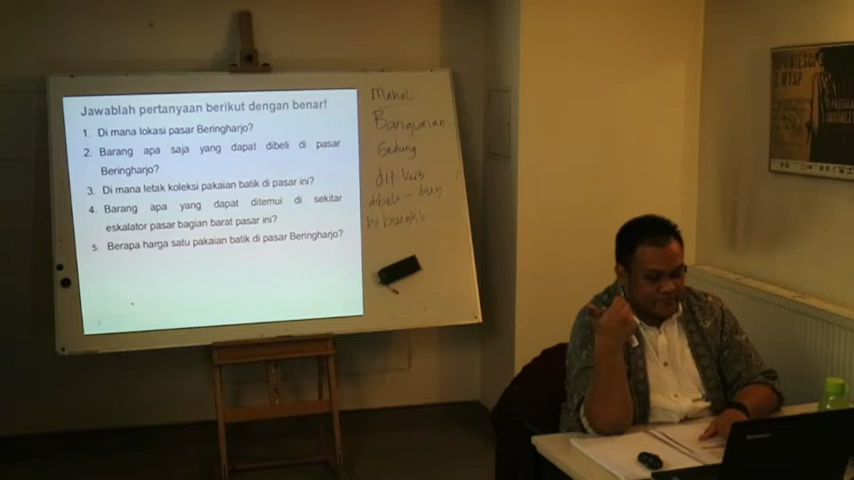 Jawablah pertanyaan berikut dengan benar!
1. Di mana lokasi pasar Beringharjo?
2. Barang apa saja yang dapat dibeli di pasar
Beringharjo?
3. Di mana letak koleksi pakaian batik di pasar ini?
4. Barang apa yang dapat ditemui di sekitar
eskalator pasar bagian barat pasar ini?
5. Berapa harga satu pakaian batik di pasar Beringharjo?
Mahal
Bangunan
Gedung
dit
dibeli - buy